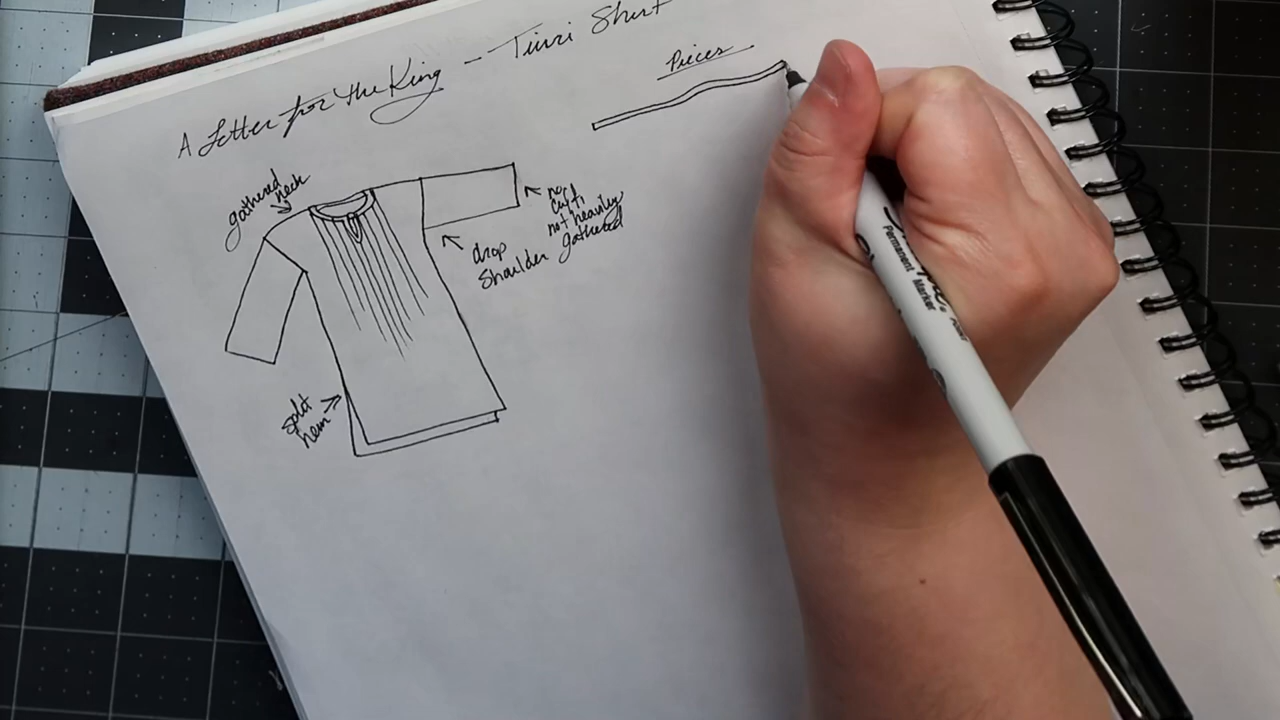 A Letter for The King - Tiuri Shirt
Pieces
gathered
neck
no
cuff,
not heavily
gathered
drop
shoulder
split
hem
Permanent Marker